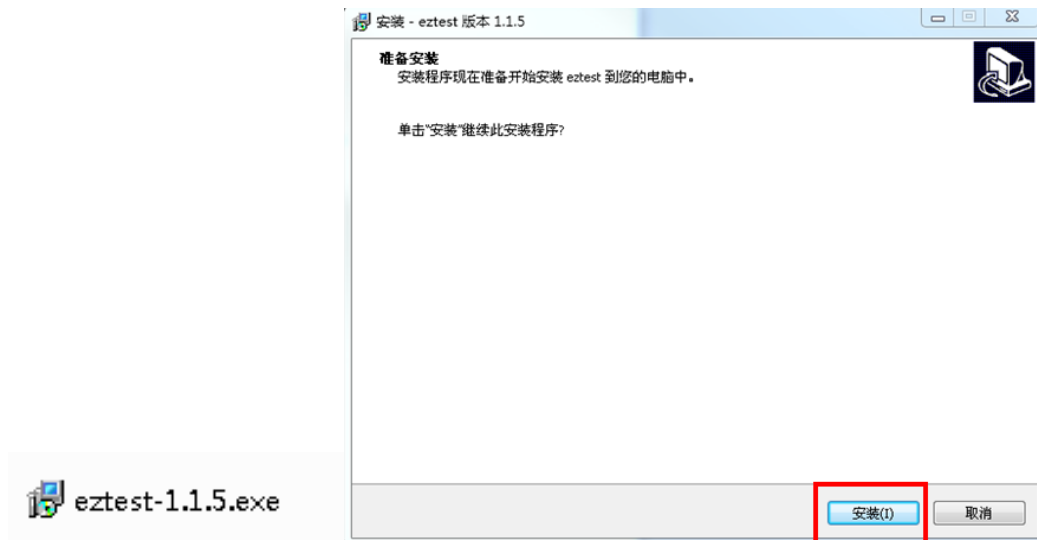 安装 - eztest 版本 1.1.5
准备安装
安装程序现在准备开始安装 eztest 到您的电脑中。
单击"安装"继续此安装程序?
eztest-1.1.5.exe
安装(I)
取消